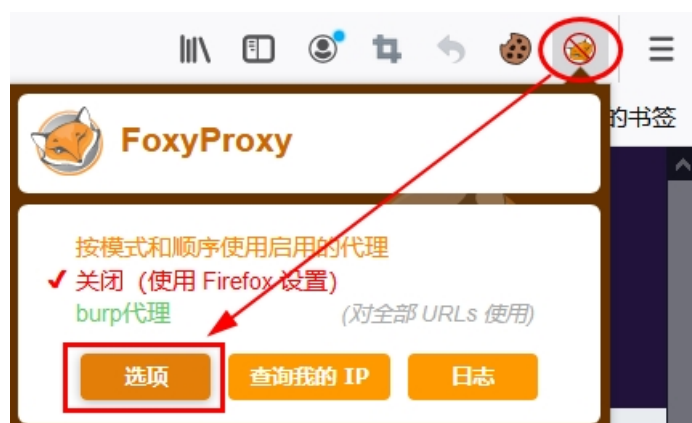 的书签
FoxyProxy
按模式和顺序使用启用的代理
✔ 关闭 (使用 Firefox 设置)
burp代理 (对全部 URLs 使用)
选项 查询我的 IP 日志